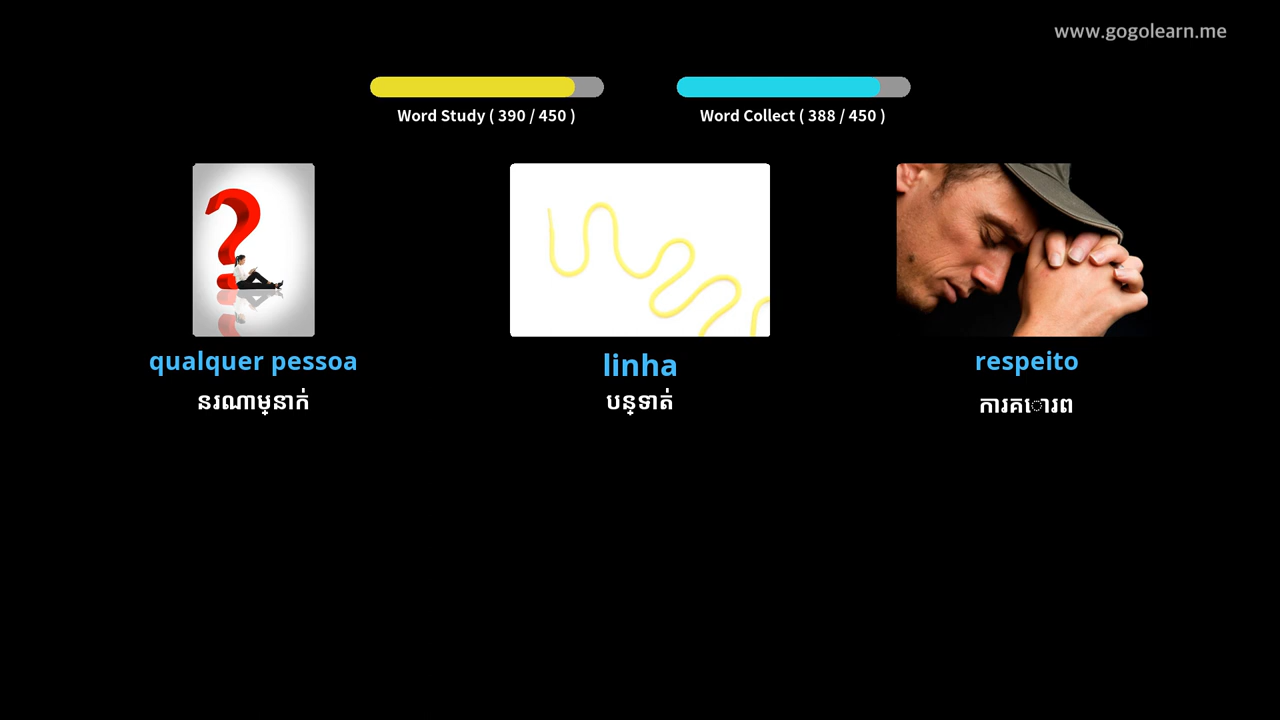 www.gogolearn.me
Word Study ( 390 / 450 )
Word Collect ( 388 / 450 )
qualquer pessoa
linha
respeito
នរណាម្នាក់
បន្ទាត់
ការគោរព